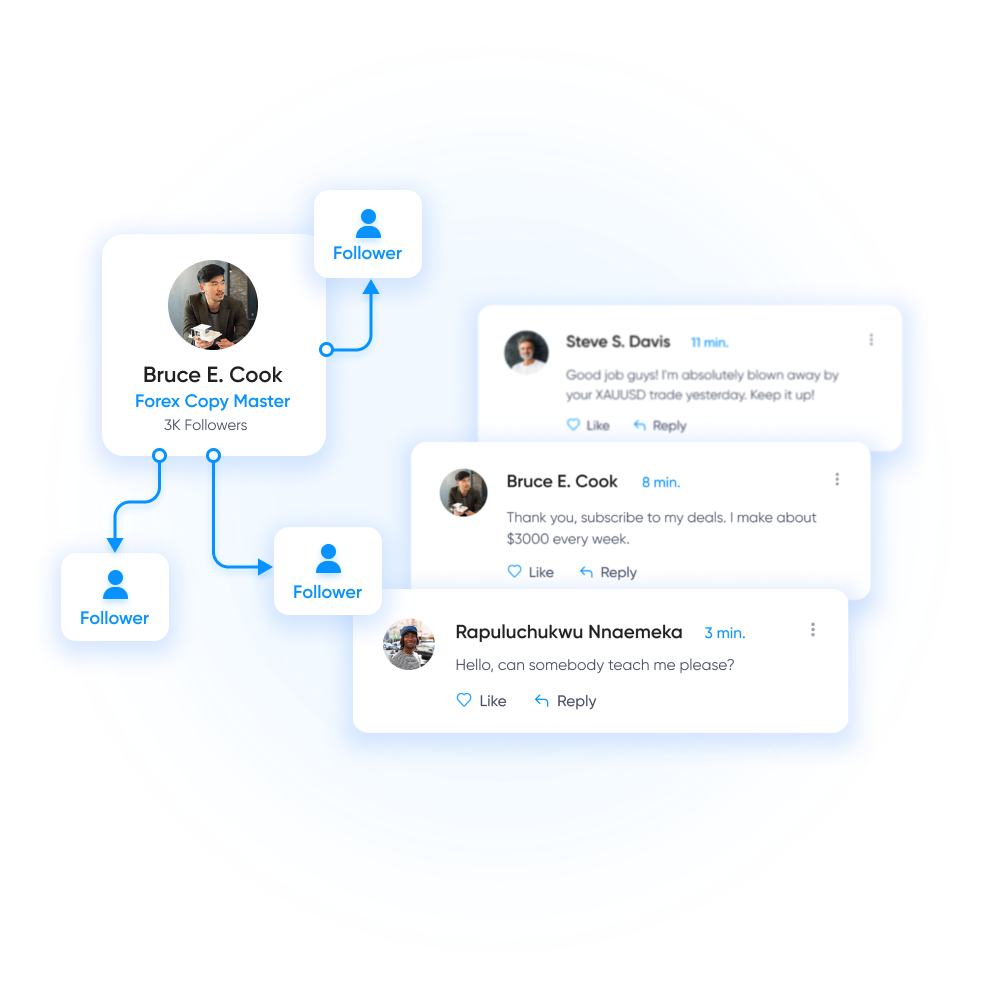 Follower
Bruce E. Cook
Forex Copy Master
3K Followers
Follower
Follower
Steve S. Davis 11 min.
Good job guys! I'm absolutely blown away by
your XAUUSD trade yesterday. Keep it up!
Like Reply
Bruce E. Cook 8 min.
Thank you, subscribe to my deals. I make about
$3000 every week.
Like Reply
Rapuluchukwu Nnaemeka 3 min.
Hello, can somebody teach me please?
Like Reply